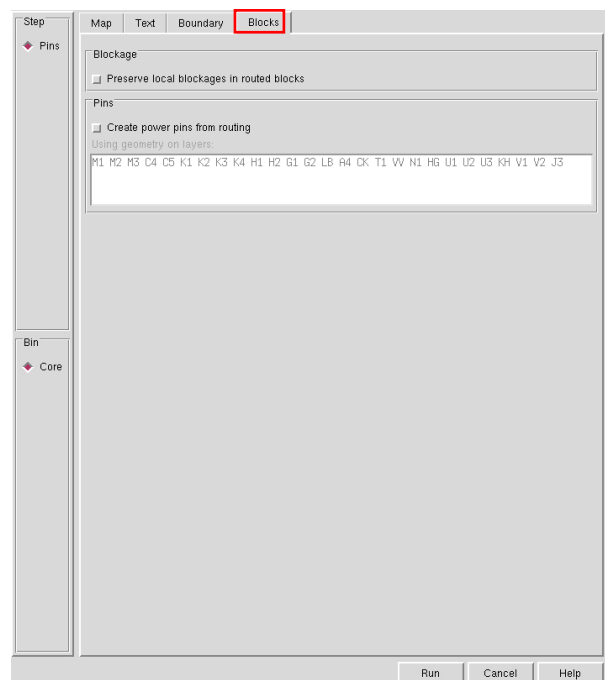 Step
Pins
Map Text Boundary Blocks
Blockage
Preserve local blockages in routed blocks
Pins
Create power pins from routing
Using geometry on layers:
M1 M2 M3 C4 C5 K1 K2 K3 K4 H1 H2 G1 G2 LB A4 CK T1 VV N1 HG U1 U2 U3 KH V1 V2 J3
Bin
Core
Run Cancel Help